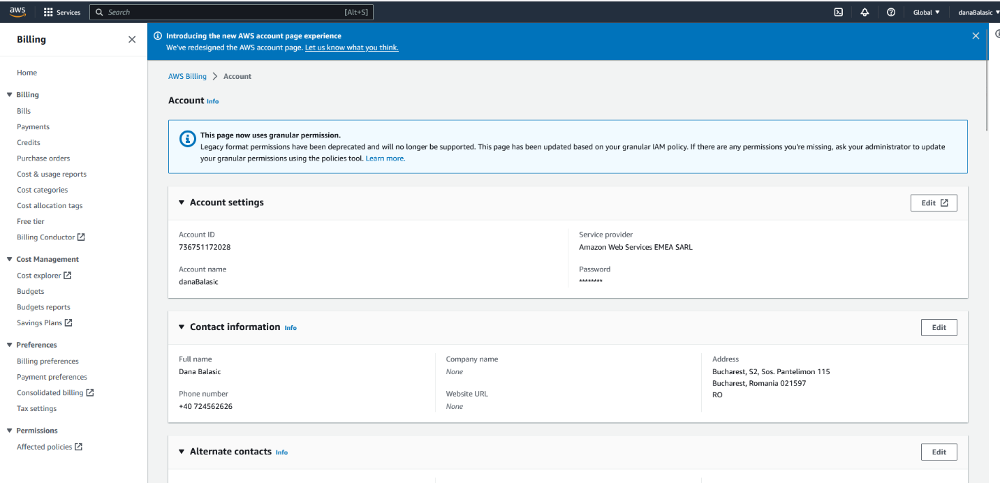 aws
Services
Search
[Alt+S]
Global
danaBalasic
Billing
Home
Billing
Bills
Payments
Credits
Purchase orders
Cost & usage reports
Cost categories
Cost allocation tags
Free tier
Billing Conductor
Cost Management
Cost explorer
Budgets
Budgets reports
Savings Plans
Preferences
Billing preferences
Payment preferences
Consolidated billing
Tax settings
Permissions
Affected policies
Introducing the new AWS account page experience
We've redesigned the AWS account page. Let us know what you think.
AWS Billing > Account
Account Info
This page now uses granular permission.
Legacy format permissions have been deprecated and will no longer be supported. This page has been updated based on your granular IAM policy. If there are any permissions you're missing, ask your administrator to update
your granular permissions using the policies tool. Learn more.
Account settings
Edit
Account ID
736751172028
Account name
danaBalasic
Service provider
Amazon Web Services EMEA SARL
Password
********
Contact information Info
Edit
Full name
Dana Balasic
Phone number
+40 724562626
Company name
None
Website URL
None
Address
Bucharest, S2, Sos. Pantelimon 115
Bucharest, Romania 021597
RO
Alternate contacts Info
Edit